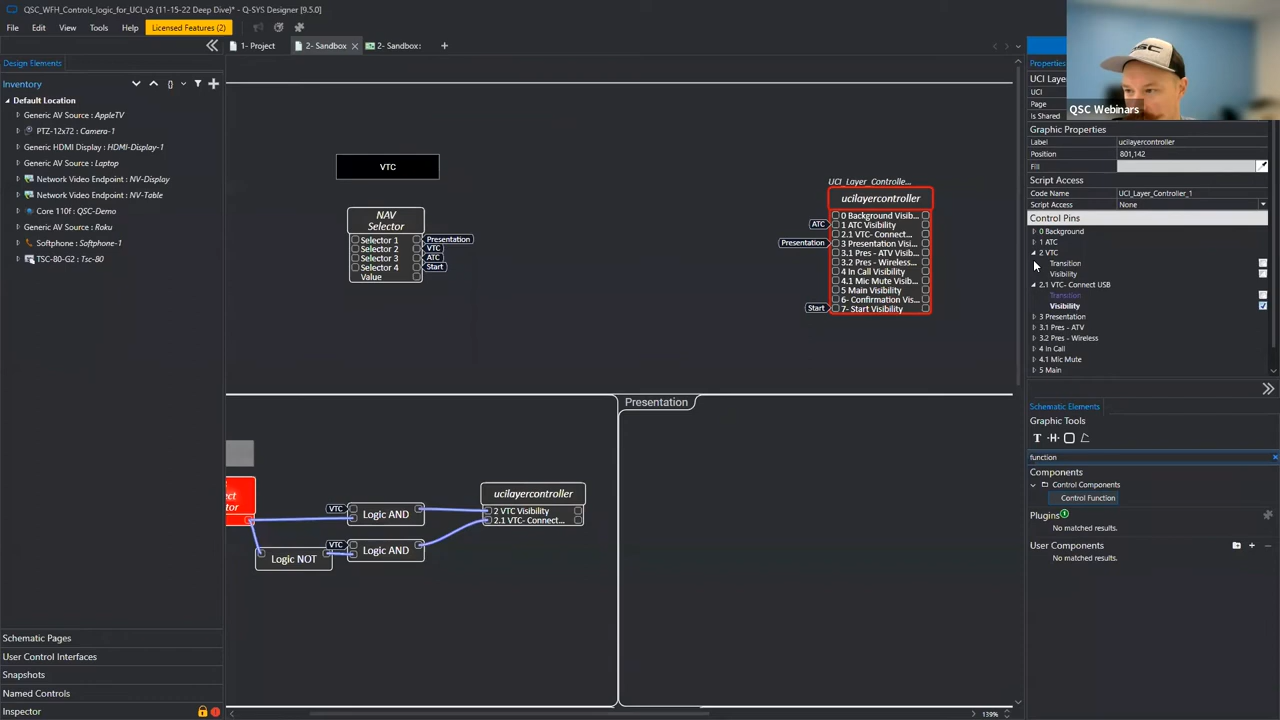 QSC_WFH_Controls_logic_for_UCI_v3 (11-15-22 Deep Dive)* - Q-SYS Designer [9.5.0]
File Edit View Tools Help Licensed Features (2)
1- Project 2- Sandbox 2- Sandbox:
Design Elements
Inventory
Default Location
Generic AV Source : AppleTV
PTZ-12x72 : Camera-1
Generic HDMI Display : HDMI-Display-1
Generic AV Source : Laptop
Network Video Endpoint : NV-Display
Network Video Endpoint : NV-Table
Core 110f : QSC-Demo
Generic AV Source : Roku
Softphone : Softphone-1
TSC-80-G2 : Tsc-80
Schematic Pages
User Control Interfaces
Snapshots
Named Controls
Inspector
VTC
NAV
Selector
Selector 1
Selector 2
Selector 3
Selector 4
Value
Presentation
VTC
ATC
Start
UCI_Layer_Controlle...
ucilayercontroller
0 Background Visib...
1 ATC Visibility
2.1 VTC- Connect...
3 Presentation Visi...
3.1 Pres - ATV Visib...
3.2 Pres - Wireless...
4 In Call Visibility
4.1 Mic Mute Visibi...
5 Main Visibility
6- Confirmation Vis...
7- Start Visibility
ATC
Presentation
Start
VTC
Logic AND
VTC
Logic AND
Logic NOT
ucilayercontroller
2 VTC Visibility
2.1 VTC- Connect...
Presentation
139%
QSC
QSC Webinars
Properties
UCI Laye
UCI
Page
Is Shared
Graphic Properties
Label ucilayercontroller
Position 801,142
Fill
Script Access
Code Name UCI_Layer_Controller_1
Script Access None
Control Pins
0 Background
1 ATC
2 VTC
Transition
Visibility
2.1 VTC- Connect USB
Transition
Visibility
3 Presentation
3.1 Pres - ATV
3.2 Pres - Wireless
4 In Call
4.1 Mic Mute
5 Main
Schematic Elements
Graphic Tools
T -H-
function
Components
Control Components
Control Function
Plugins
No matched results.
User Components
No matched results.